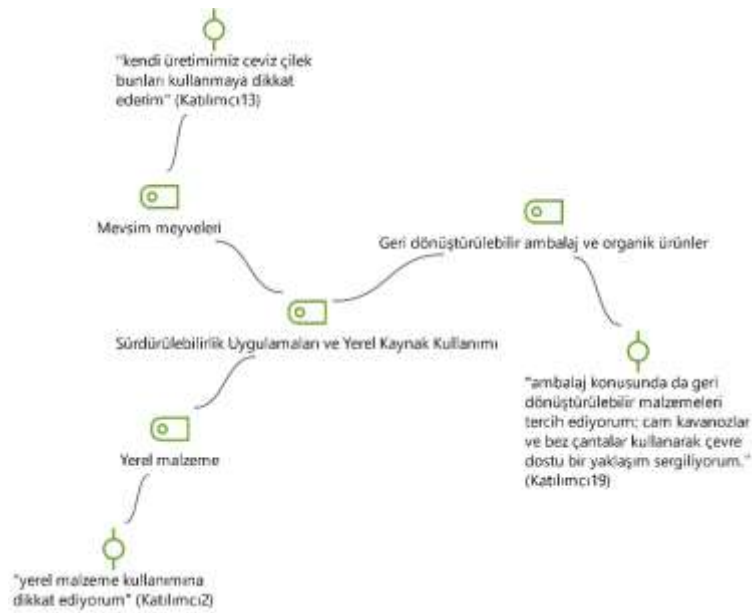 "kendi üretimimiz ceviz çilek
bunları kullanmaya dikkat
ederim" (Katılımcı13)
Mevsim meyveleri
Geri dönüştürülebilir ambalaj ve organik ürünler
Sürdürülebilirlik Uygulamaları ve Yerel Kaynak Kullanımı
"ambalaj konusunda da geri
dönüştürülebilir malzemeleri
tercih ediyorum; cam kavanozlar
ve bez çantalar kullanarak çevre
dostu bir yaklaşım sergiliyorum."
(Katılımcı19)
Yerel malzeme
"yerel malzeme kullanımına
dikkat ediyorum" (Katılımcı2)